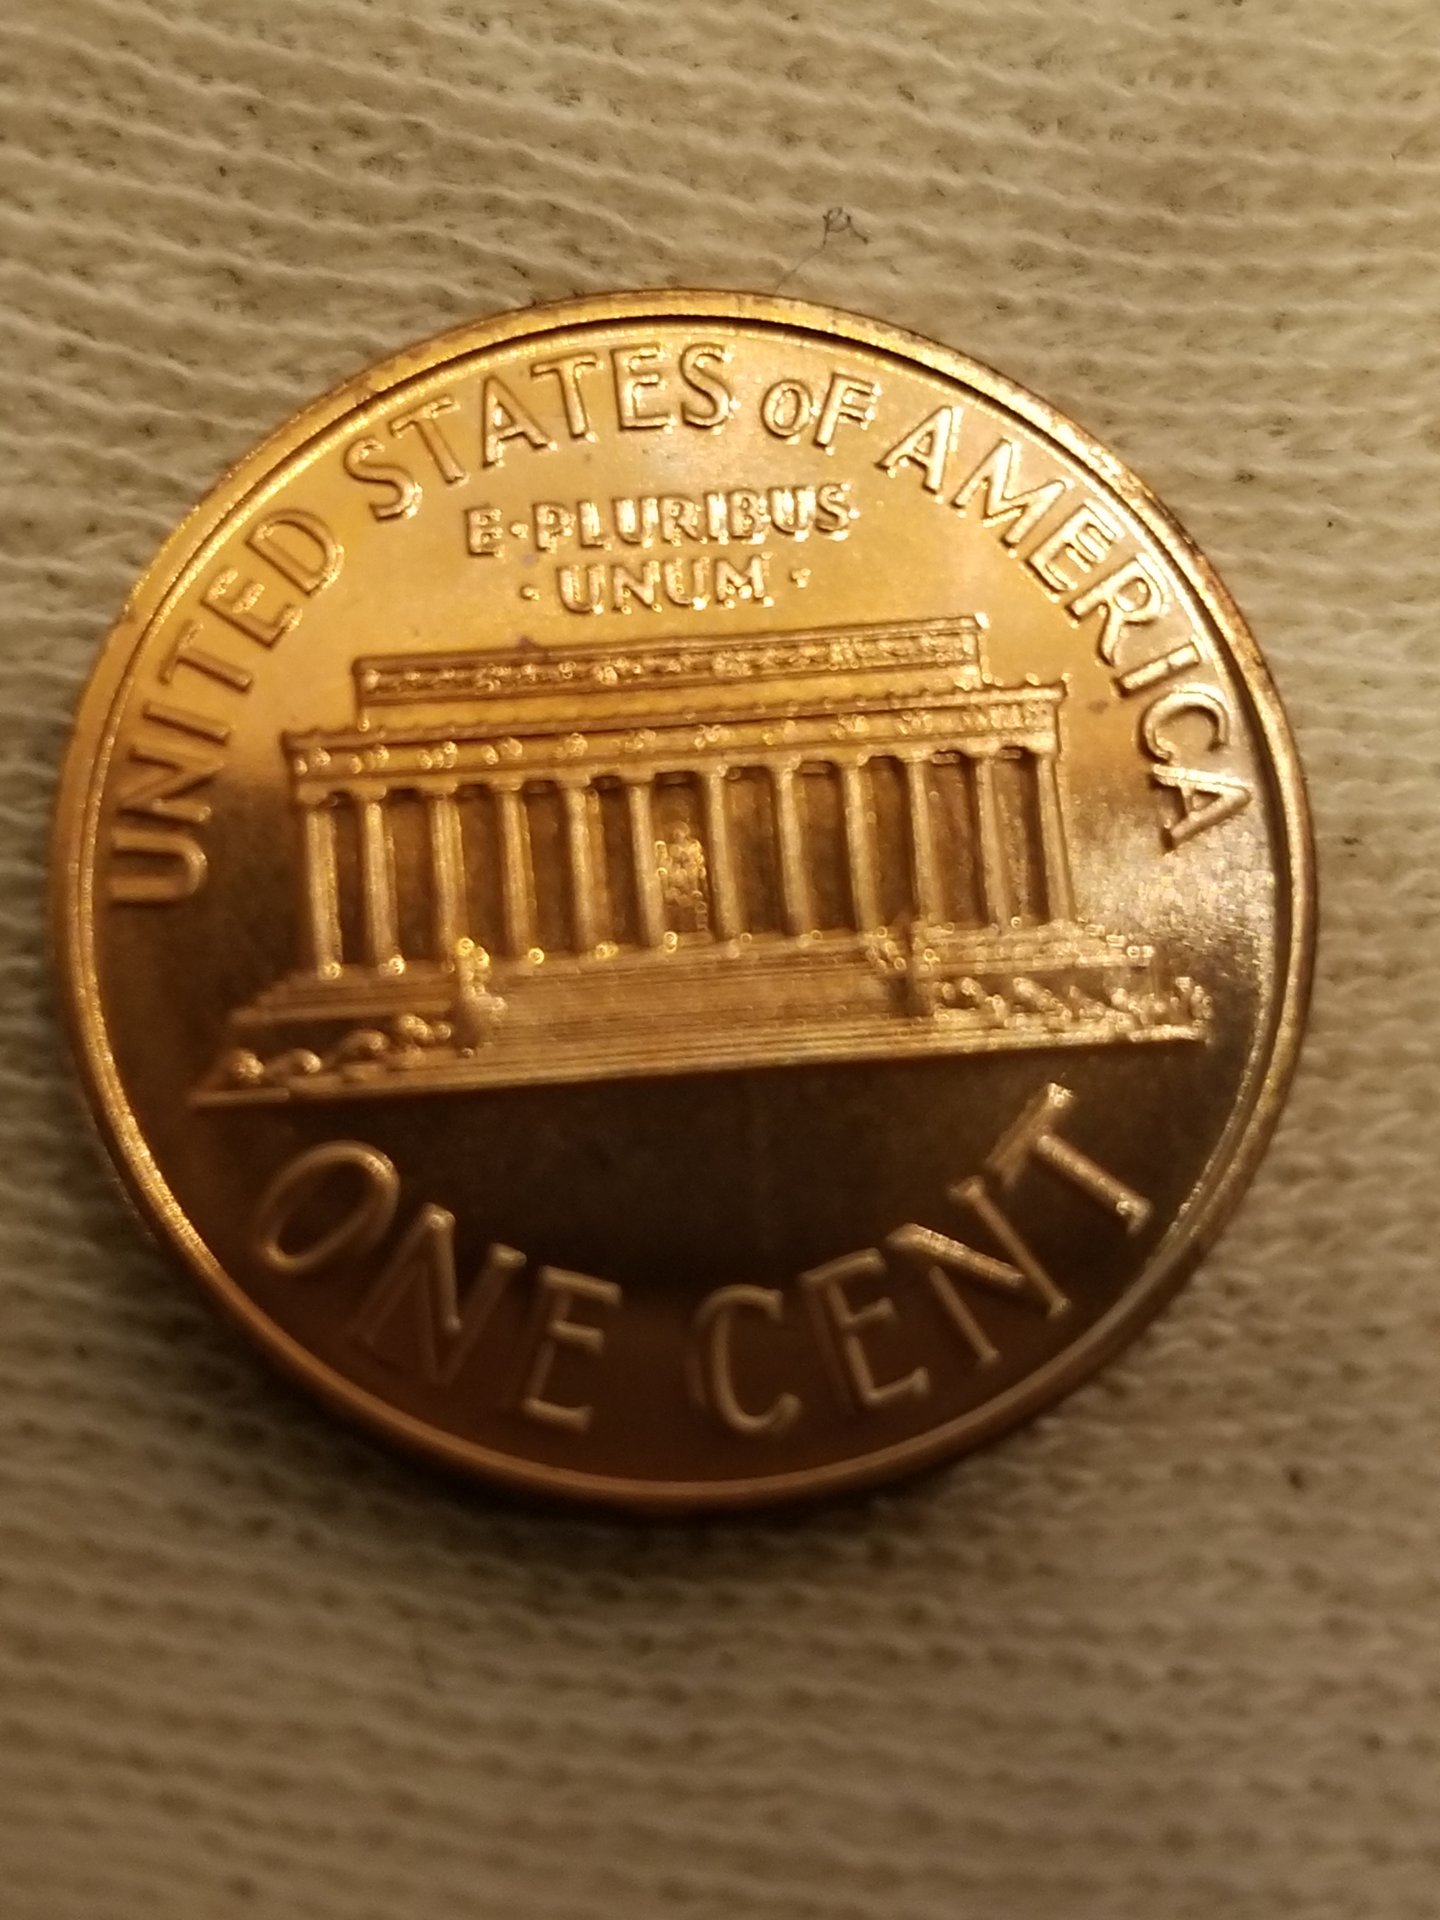 UNITED STATES OF AMERICA
E·PLURIBUS
·UNUM·
ONE CENT